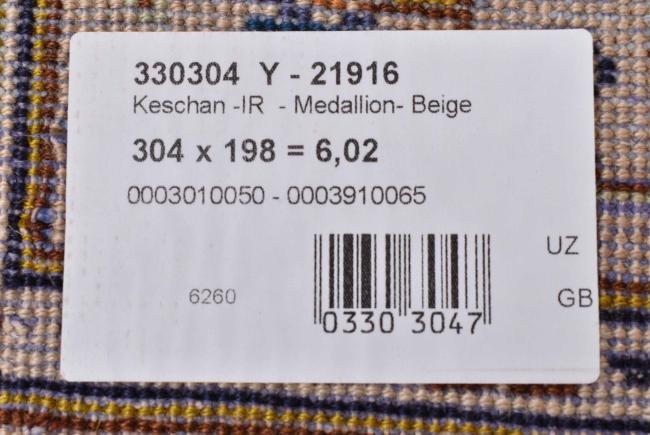 330304 Y - 21916
Keschan -IR - Medallion- Beige
304 x 198 = 6,02
0003010050 - 0003910065
UZ
6260
GB
0330 3047